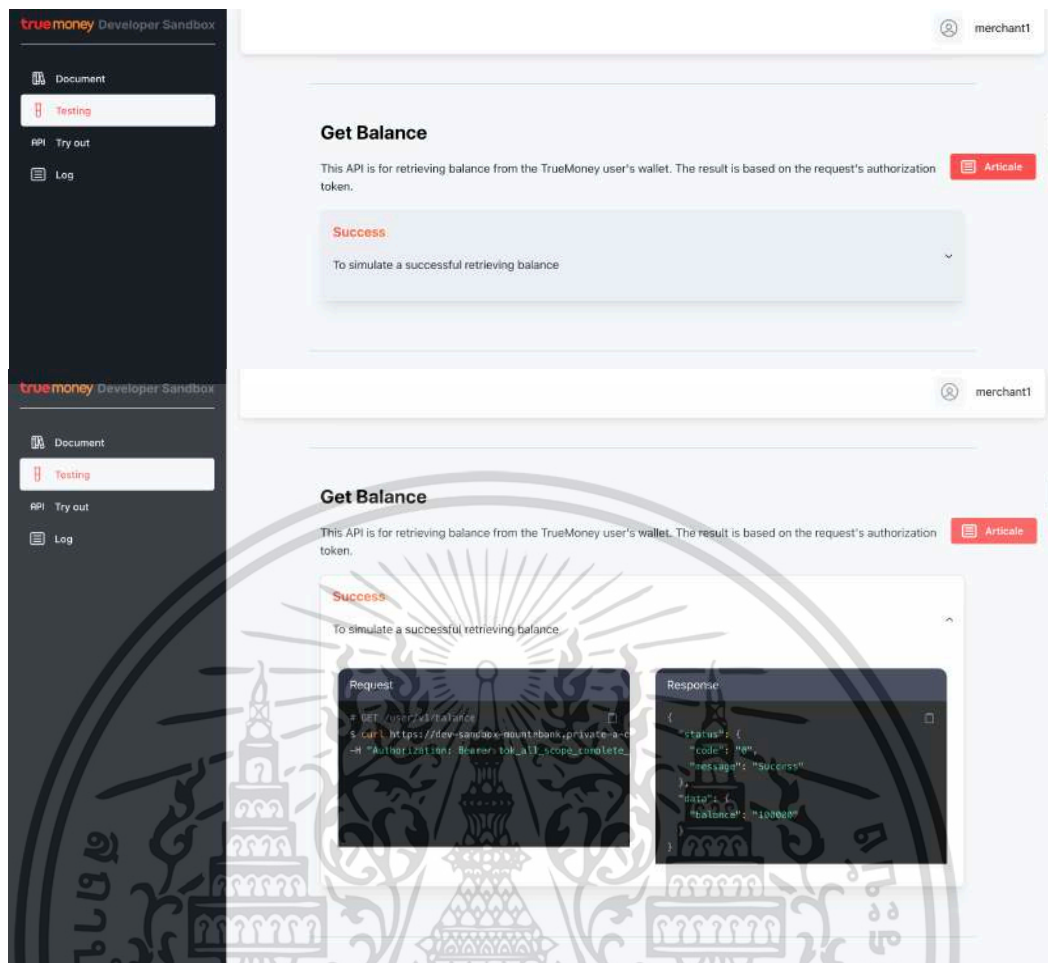 truemoney Developer Sandbox
merchant1
Document
Testing
API Try out
Log
Get Balance
This API is for retrieving balance from the TrueMoney user's wallet. The result is based on the request's authorization
token.
Articale
Success
To simulate a successful retrieving balance
truemoney Developer Sandbox
merchant1
Document
Testing
API Try out
Log
Get Balance
This API is for retrieving balance from the TrueMoney user's wallet. The result is based on the request's authorization
token.
Articale
Success
To simulate a successful retrieving balance
Request
# GET /user/v1/balance
$ curl https://dev-sandbox-mountebank.private-a-c
-H "Authorization: Bearer tok_all_scope_complete_
Response
{
"status": {
"code": "0",
"message": "Success"
},
"data": {
"balance": "100000"
}
}